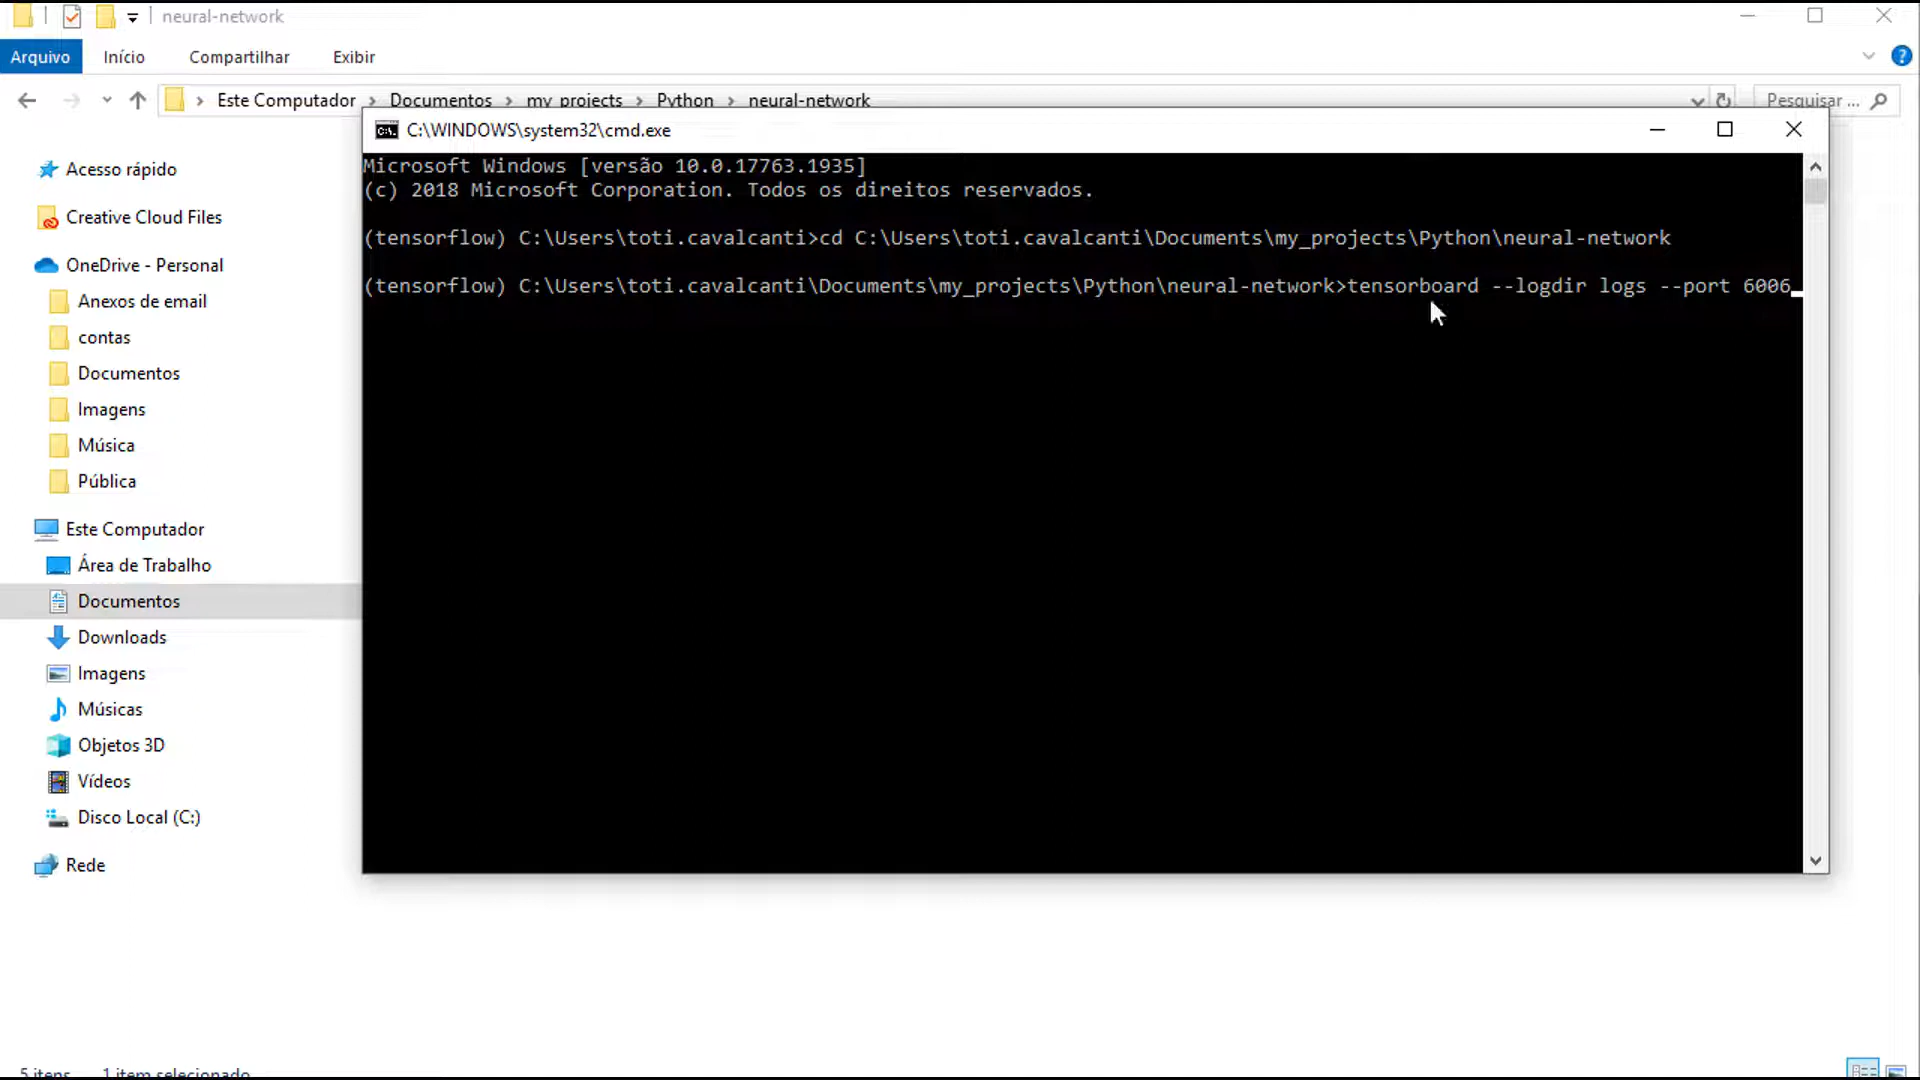 neural-network
Arquivo Início Compartilhar Exibir
Este Computador Documentos my_projects Python neural-network Pesquisar ...
C:\WINDOWS\system32\cmd.exe
Microsoft Windows [versão 10.0.17763.1935]
(c) 2018 Microsoft Corporation. Todos os direitos reservados.
(tensorflow) C:\Users\toti.cavalcanti>cd C:\Users\toti.cavalcanti\Documents\my_projects\Python\neural-network
(tensorflow) C:\Users\toti.cavalcanti\Documents\my_projects\Python\neural-network>tensorboard --logdir logs --port 6006
Acesso rápido
Creative Cloud Files
OneDrive - Personal
Anexos de email
contas
Documentos
Imagens
Música
Pública
Este Computador
Área de Trabalho
Documentos
Downloads
Imagens
Músicas
Objetos 3D
Vídeos
Disco Local (C:)
Rede
5 itens 1 item selecionado